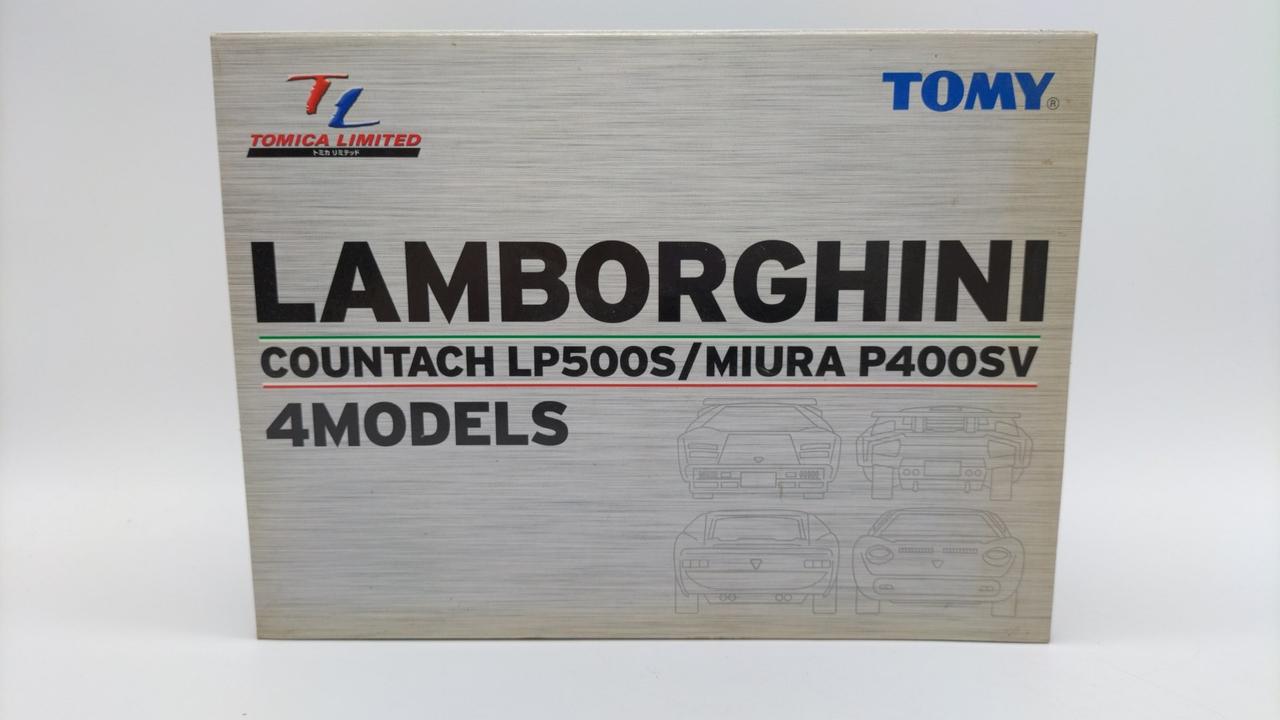 TL
TOMICA LIMITED
トミカ リミテッド
TOMY®
LAMBORGHINI
COUNTACH LP500S/MIURA P400SV
4MODELS